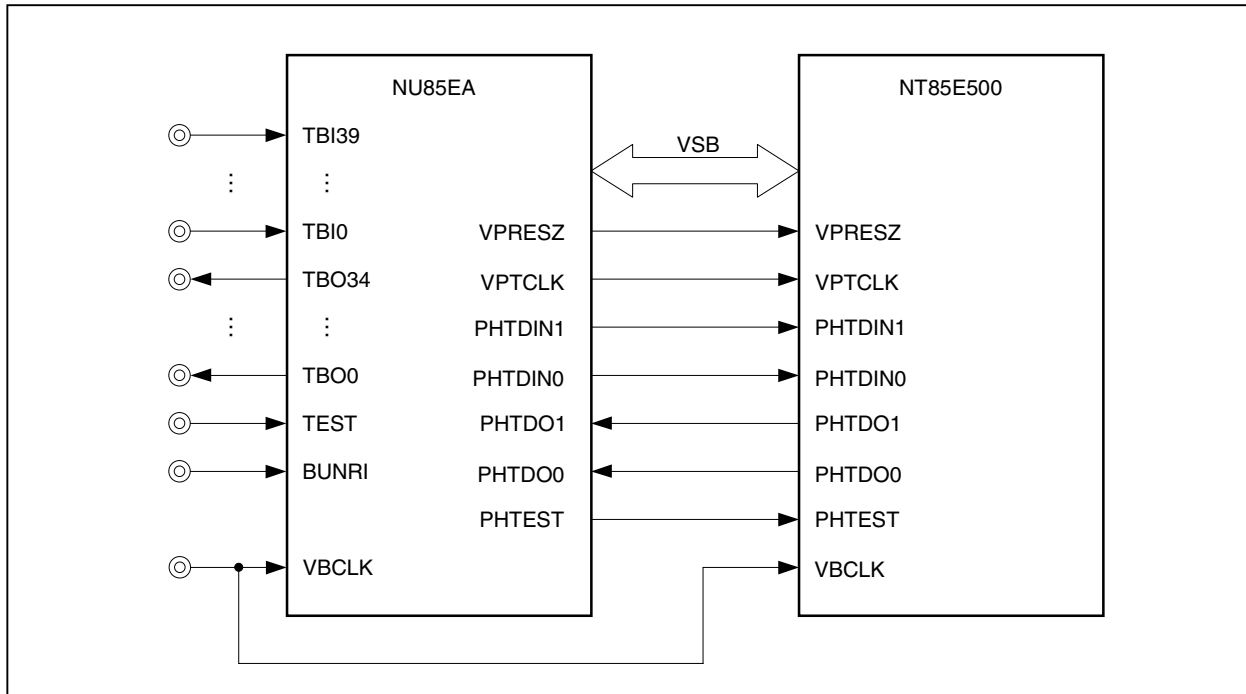 NU85EA
NT85E500
TBI39
VSB
⋮ ⋮
TBI0 VPRESZ VPRESZ
TBO34 VPTCLK VPTCLK
⋮ ⋮ PHTDIN1 PHTDIN1
TBO0 PHTDIN0 PHTDIN0
TEST PHTDO1 PHTDO1
BUNRI PHTDO0 PHTDO0
PHTEST PHTEST
VBCLK VBCLK